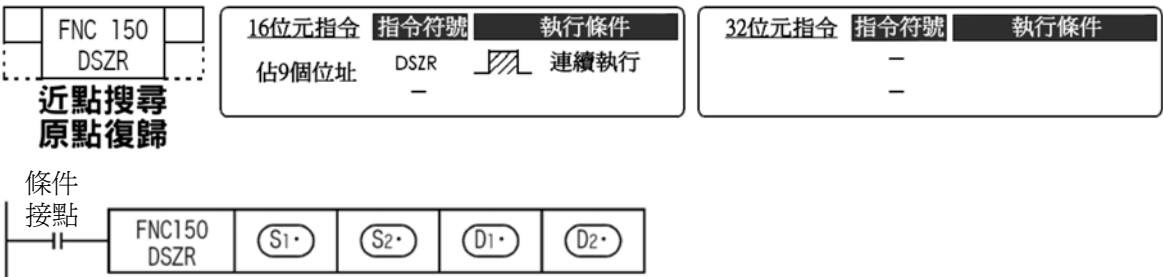 FNC 150
DSZR
近點搜尋
原點復歸
16位元指令 指令符號 執行條件
佔9個位址 DSZR 連續執行
—
32位元指令 指令符號 執行條件
—
—
條件
接點
FNC150
DSZR
S1·
S2·
D1·
D2·